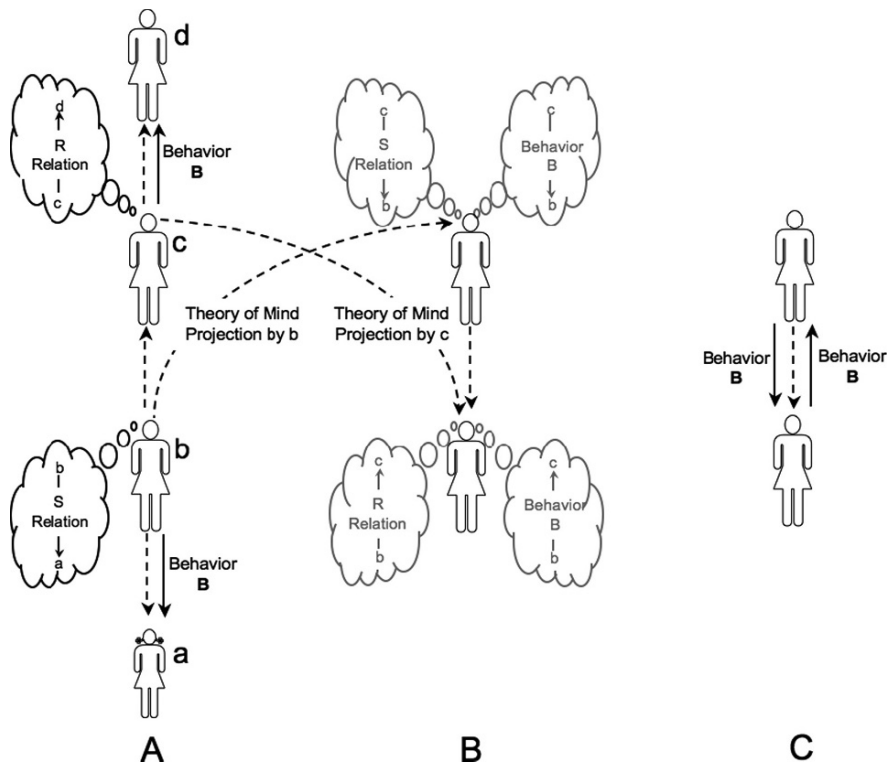 d
d
R
Relation
c
Behavior
B
c
Theory of Mind
Projection by b
b
b
S
Relation
a
Behavior
B
a
A
c
S
Relation
b
c
Behavior
B
b
Theory of Mind
Projection by c
c
R
Relation
b
c
Behavior
B
b
B
Behavior
B
Behavior
B
C